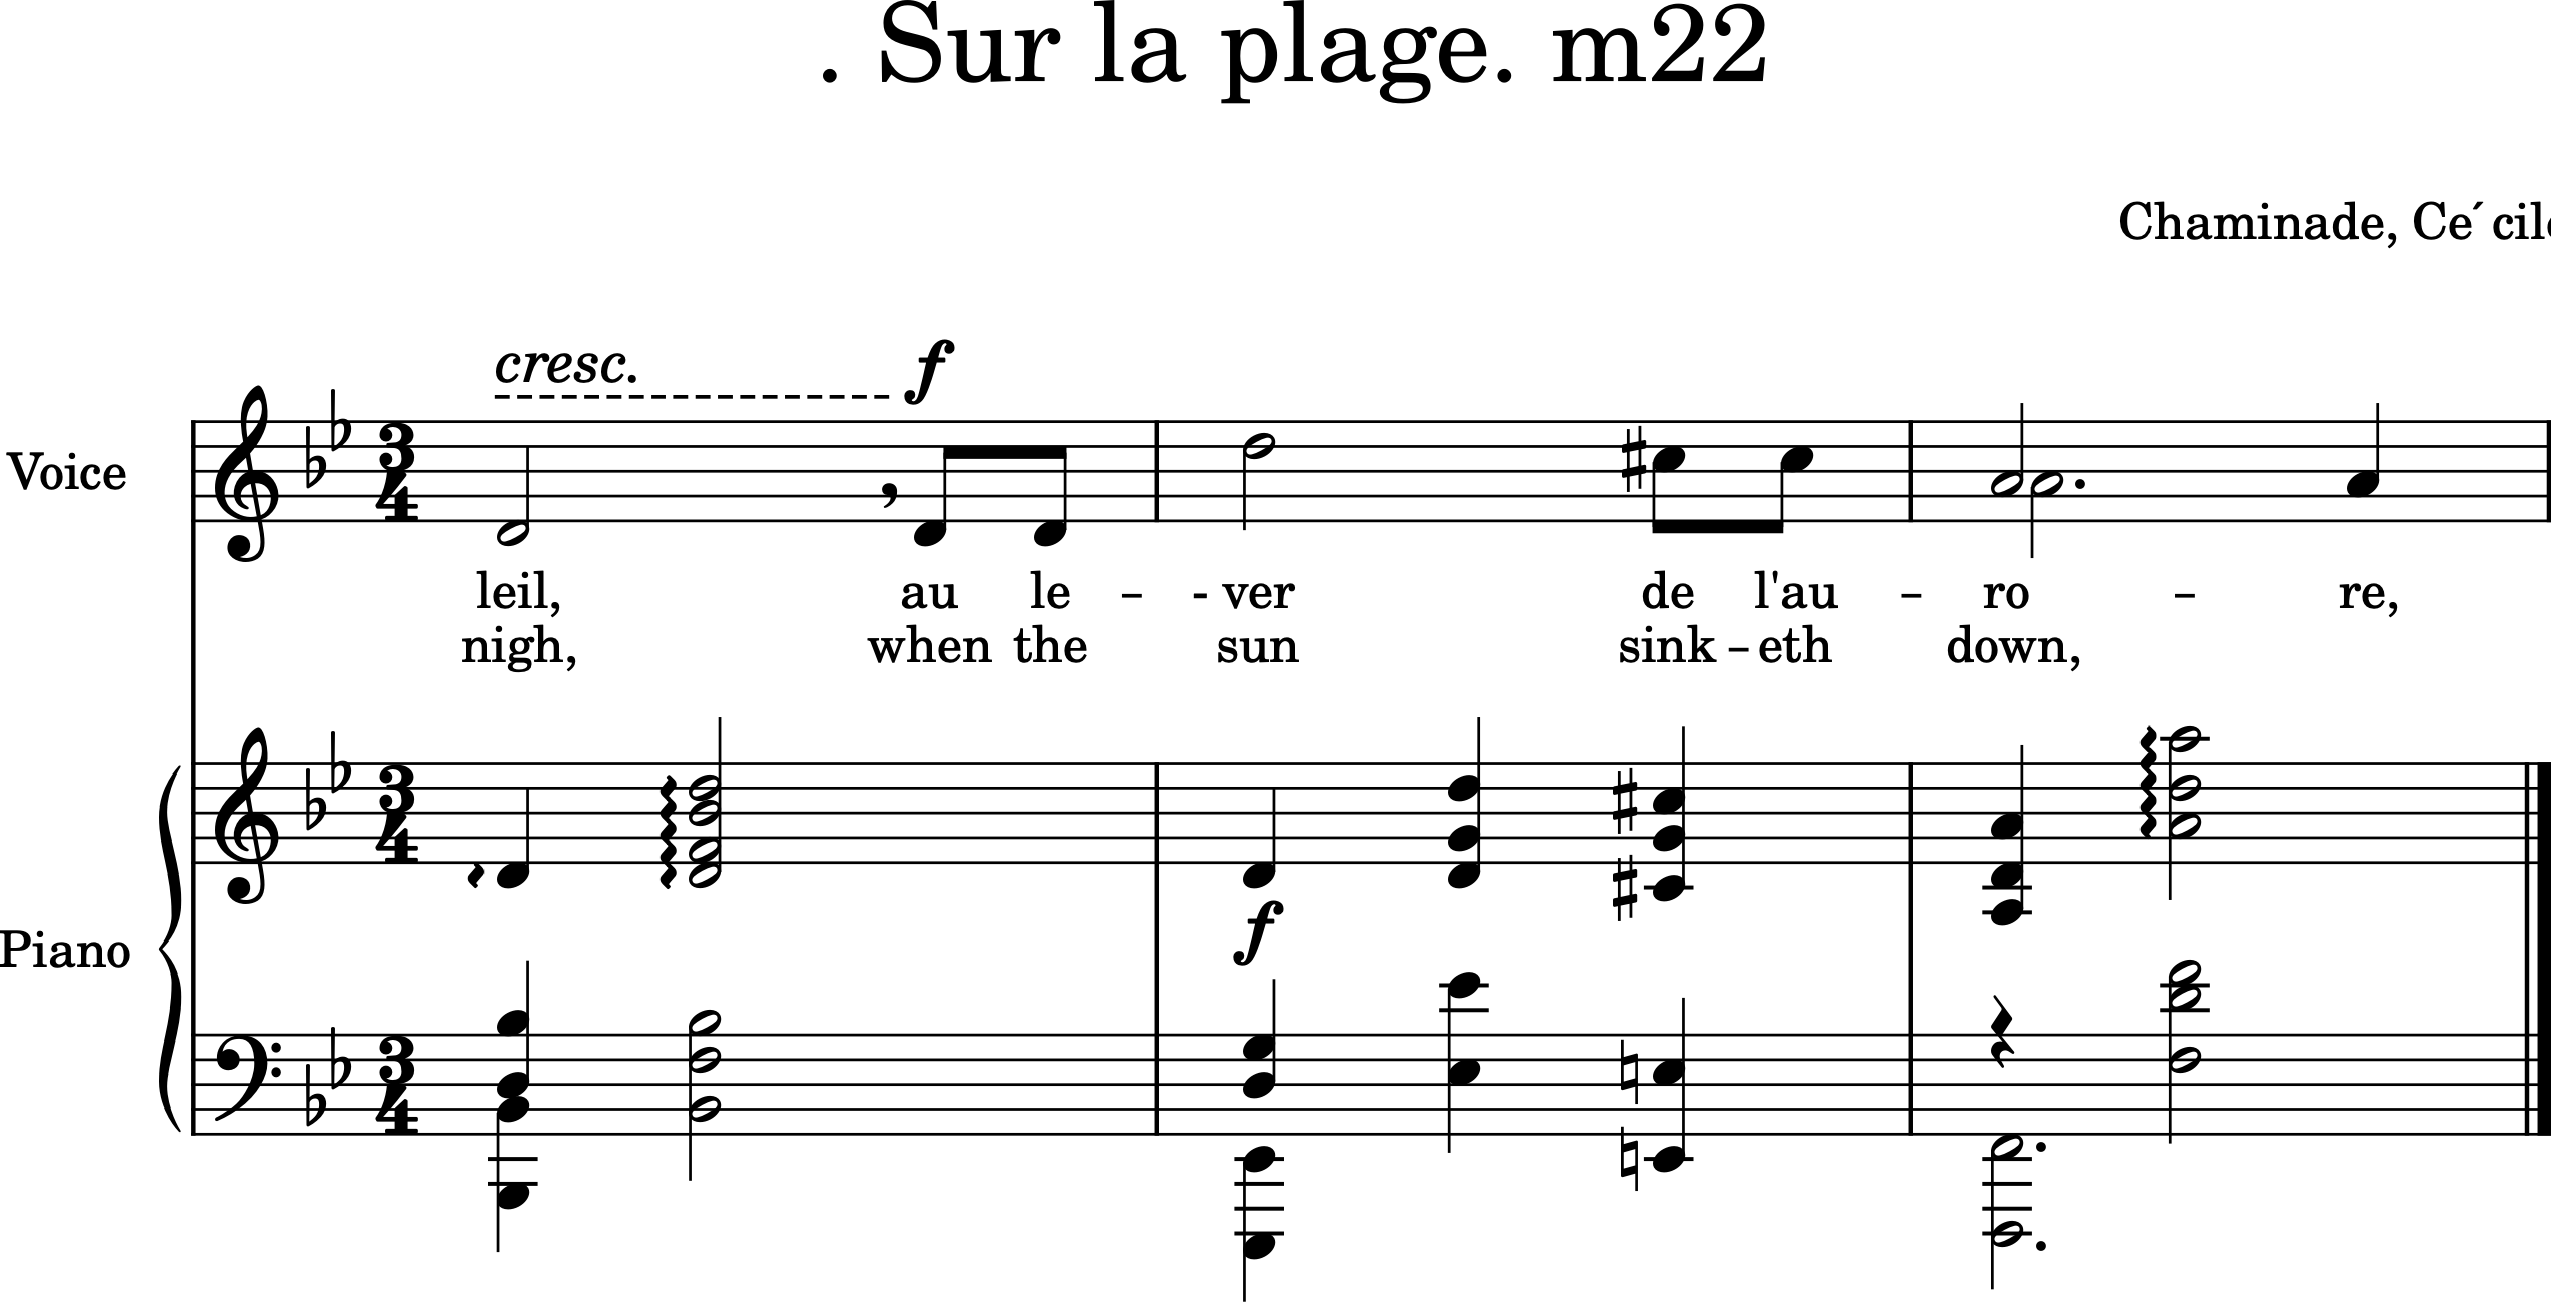 . Sur la plage. m22
Chaminade, Ce´ cile
cresc.
f
Voice
leil, au le – - ver de l'au – ro – re,
nigh, when the sun sink – eth down,
f
Piano